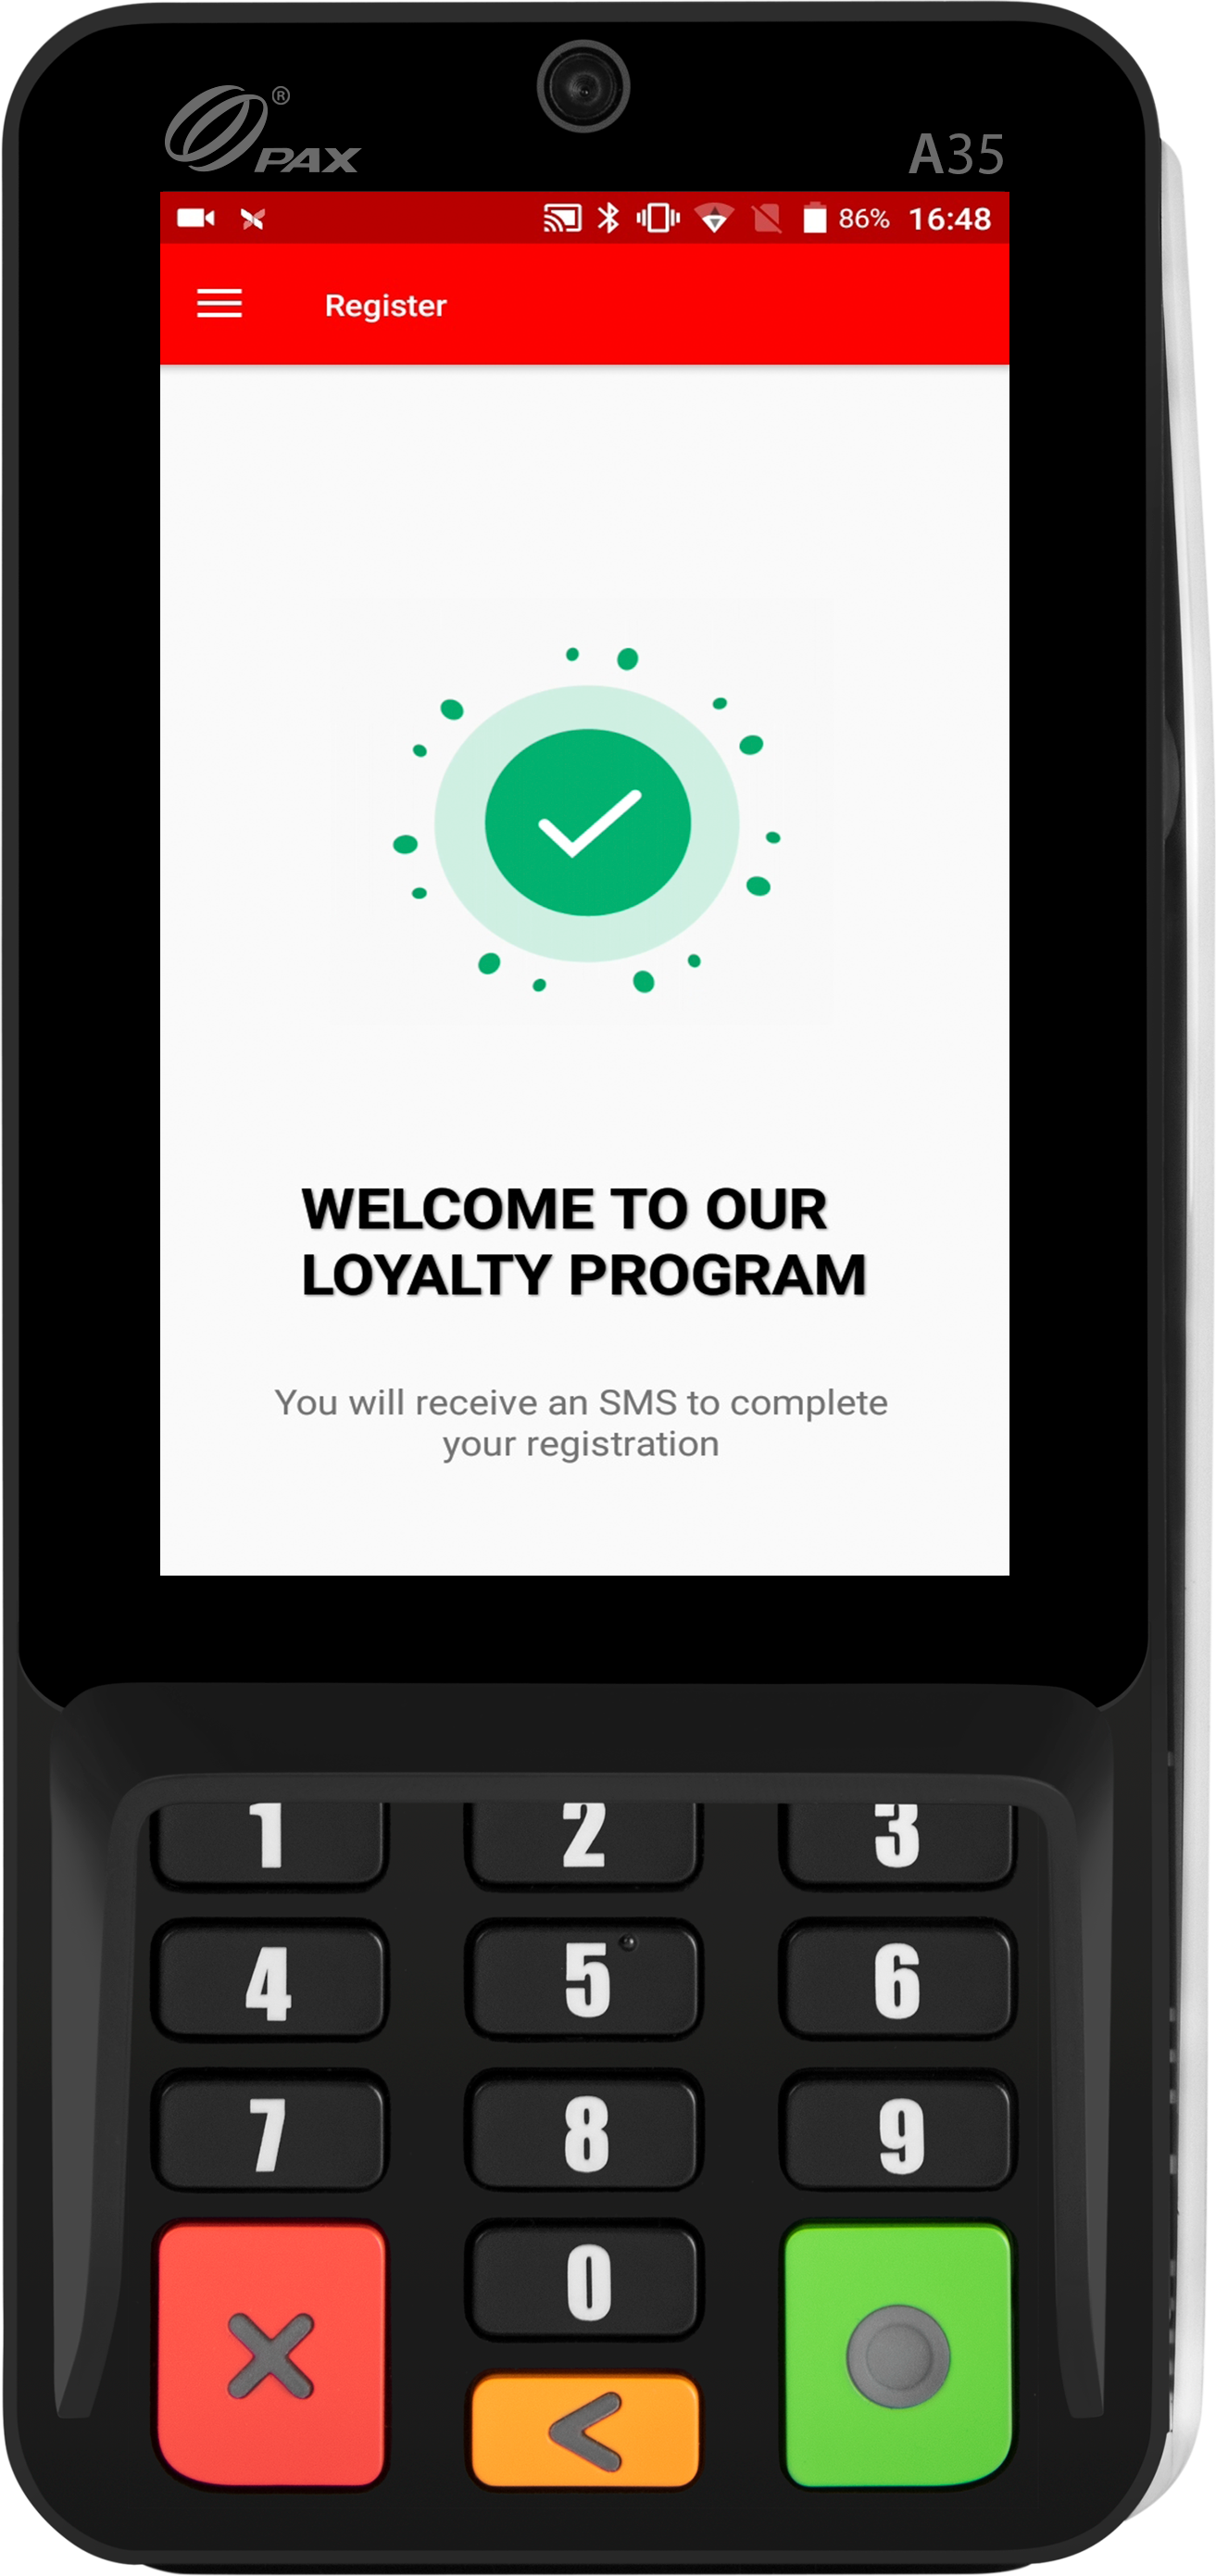 PAX ®
A35
86% 16:48
Register
WELCOME TO OUR
LOYALTY PROGRAM
You will receive an SMS to complete
your registration
1 2 3
4 5 6
7 8 9
0
<